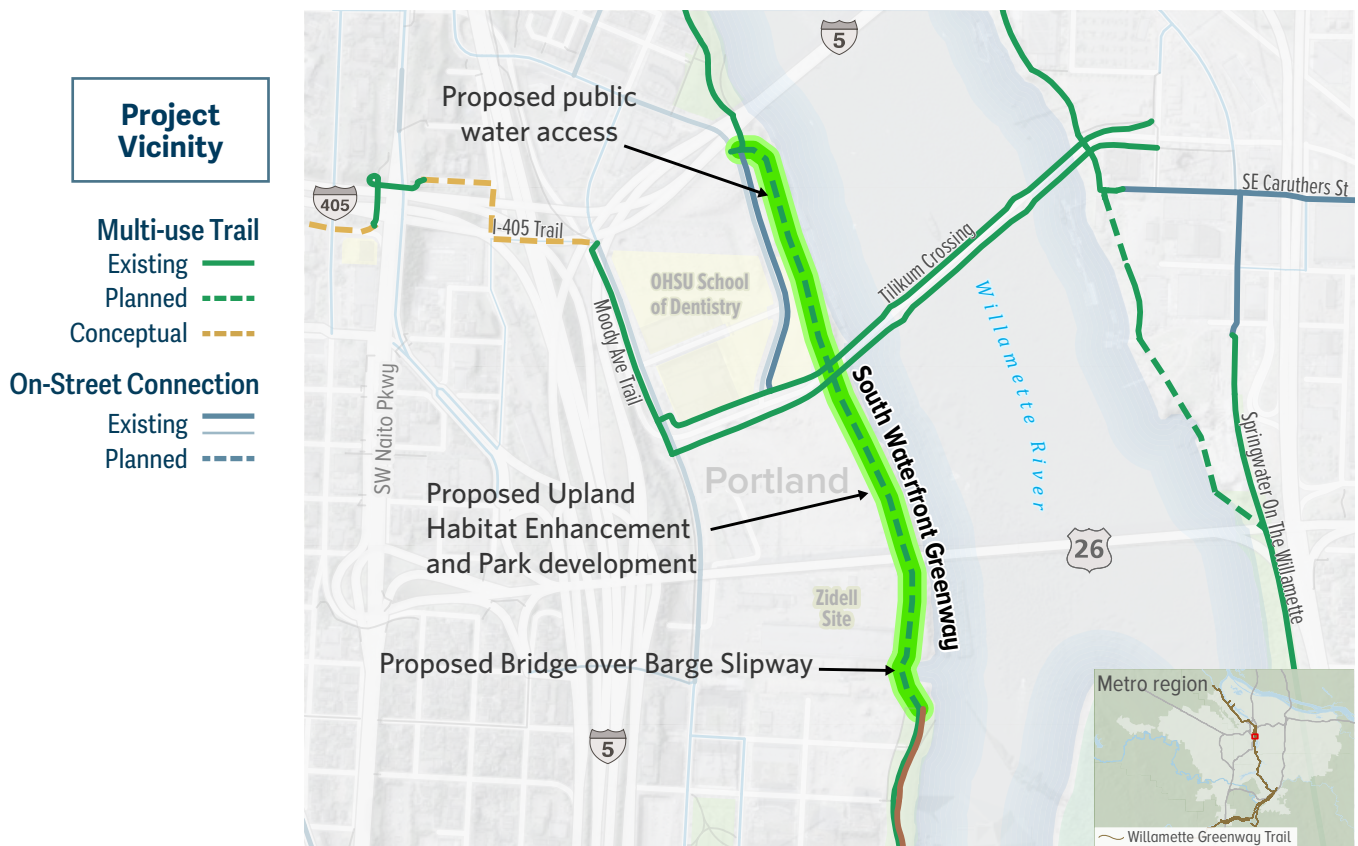 Project
Vicinity
Multi-use Trail
Existing
Planned
Conceptual
On-Street Connection
Existing
Planned
5
Proposed public
water access
405
I-405 Trail
SE Caruthers St
OHSU School
of Dentistry
Tilikum Crossing
Willamette River
Moody Ave Trail
SW Naito Pkwy
South Waterfront Greenway
Springwater On The Willamette
Portland
Proposed Upland
Habitat Enhancement
and Park development
26
Zidell
Site
Proposed Bridge over Barge Slipway
5
Metro region
Willamette Greenway Trail